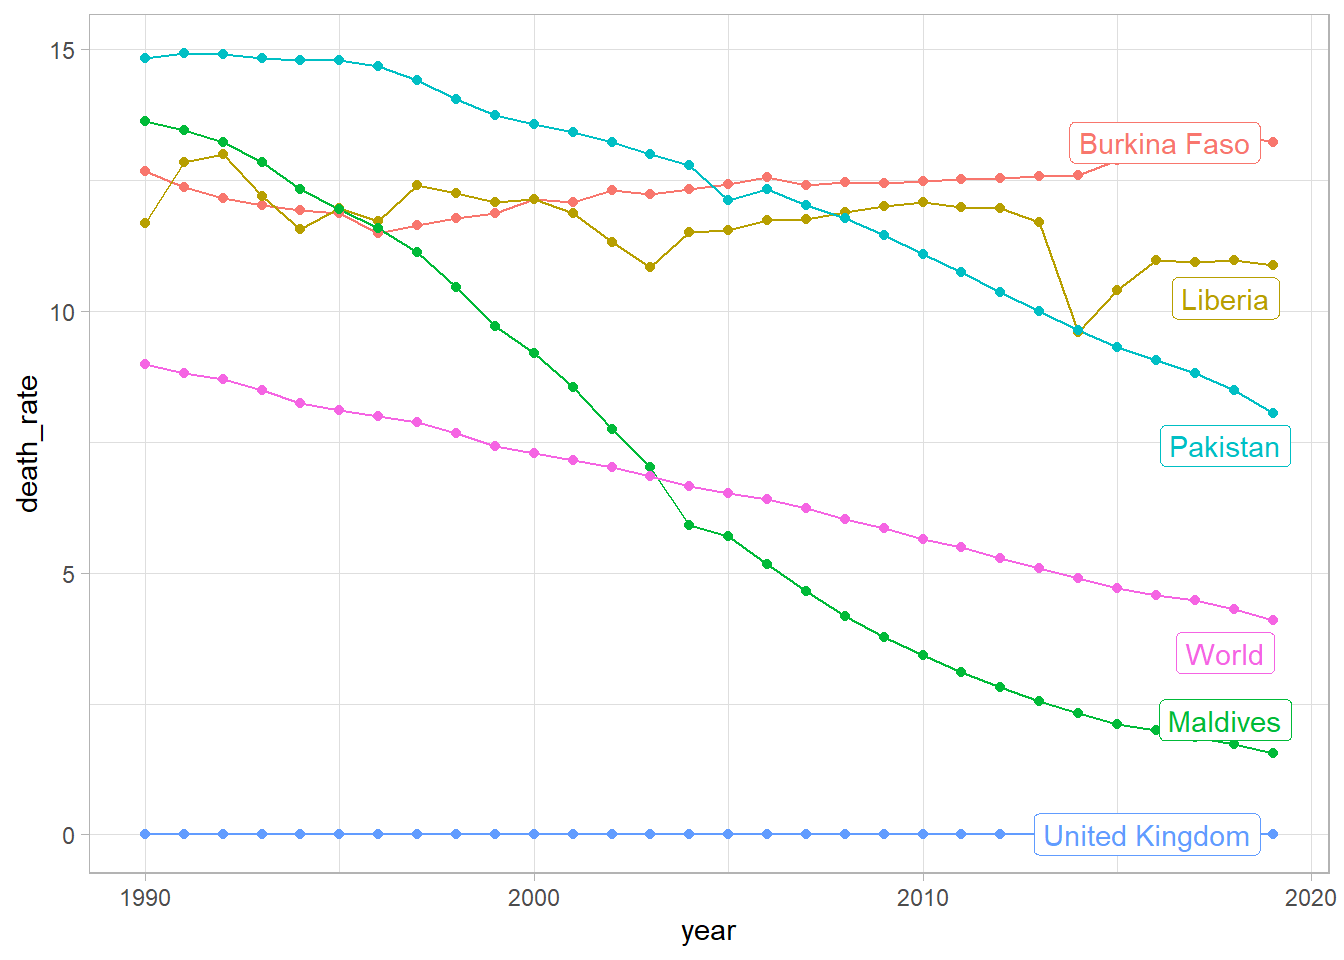 15
Burkina Faso
10
Liberia
death_rate
Pakistan
5
World
Maldives
0
United Kingdom
1990
2000
2010
2020
year